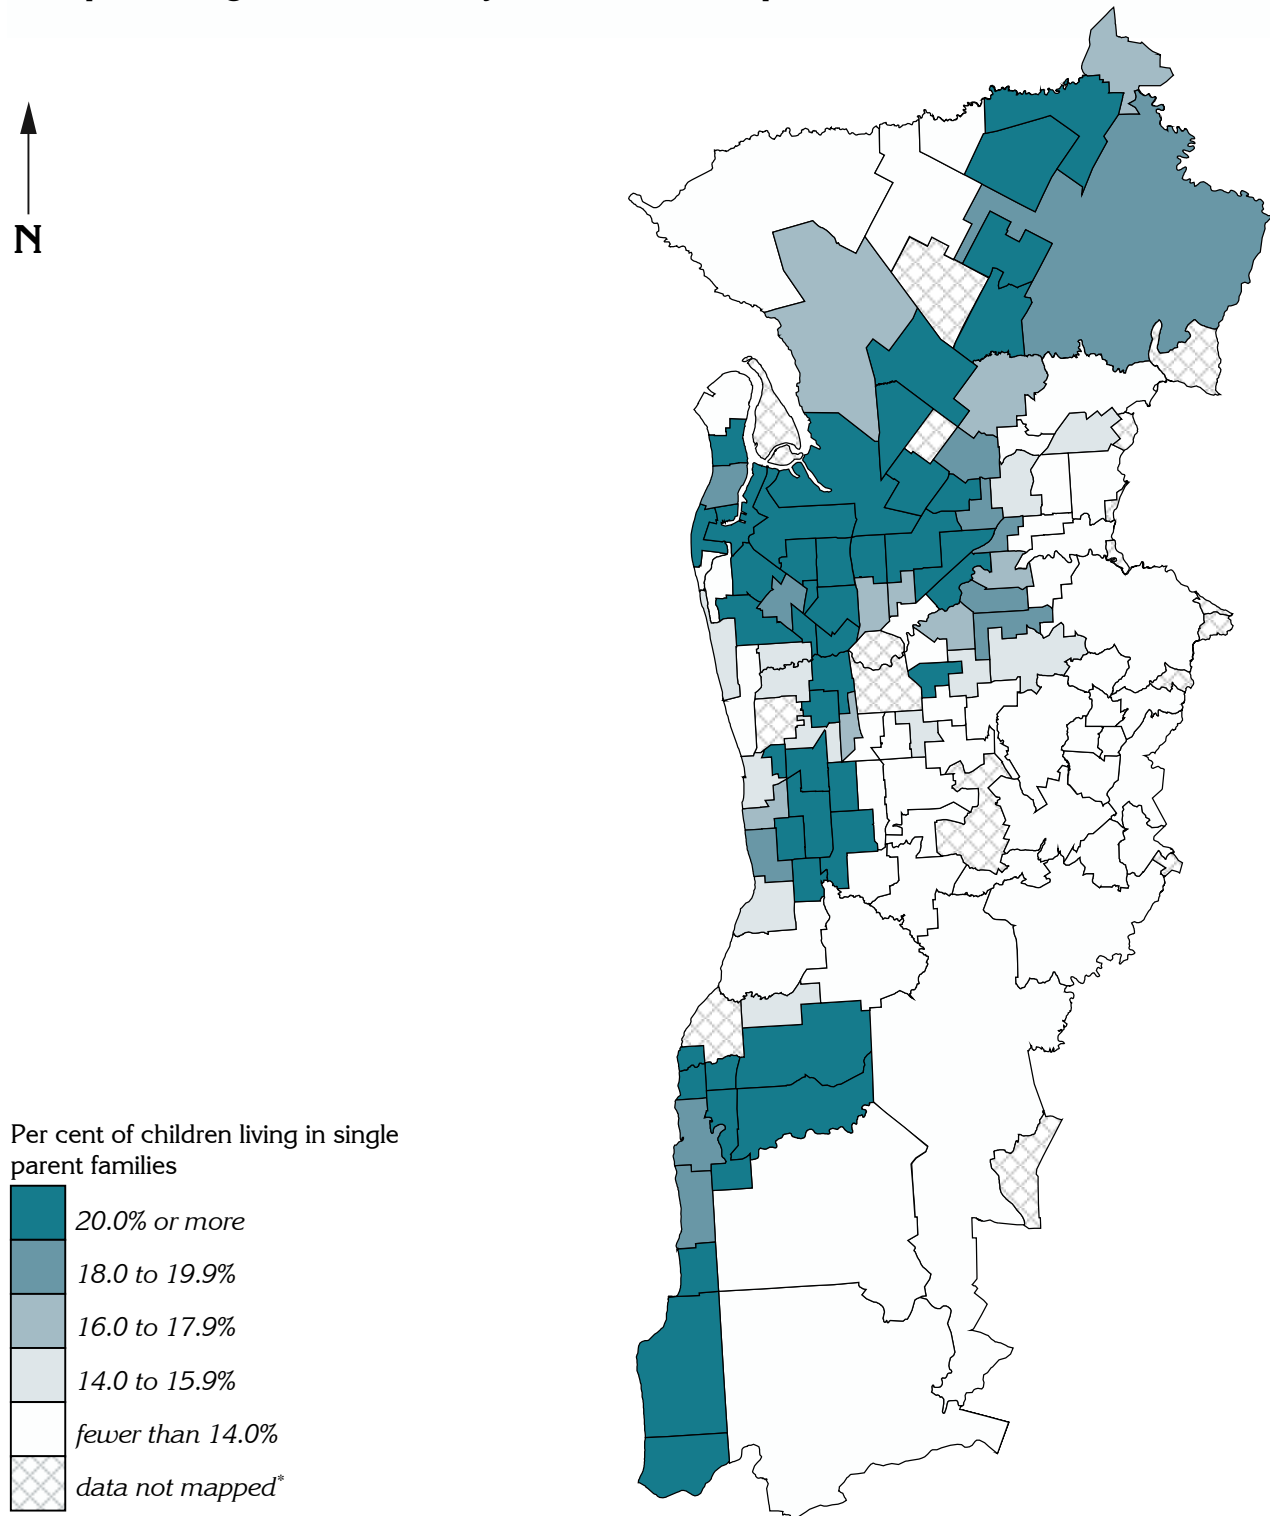 N
Per cent of children living in single
parent families
20.0% or more
18.0 to 19.9%
16.0 to 17.9%
14.0 to 15.9%
fewer than 14.0%
data not mapped*